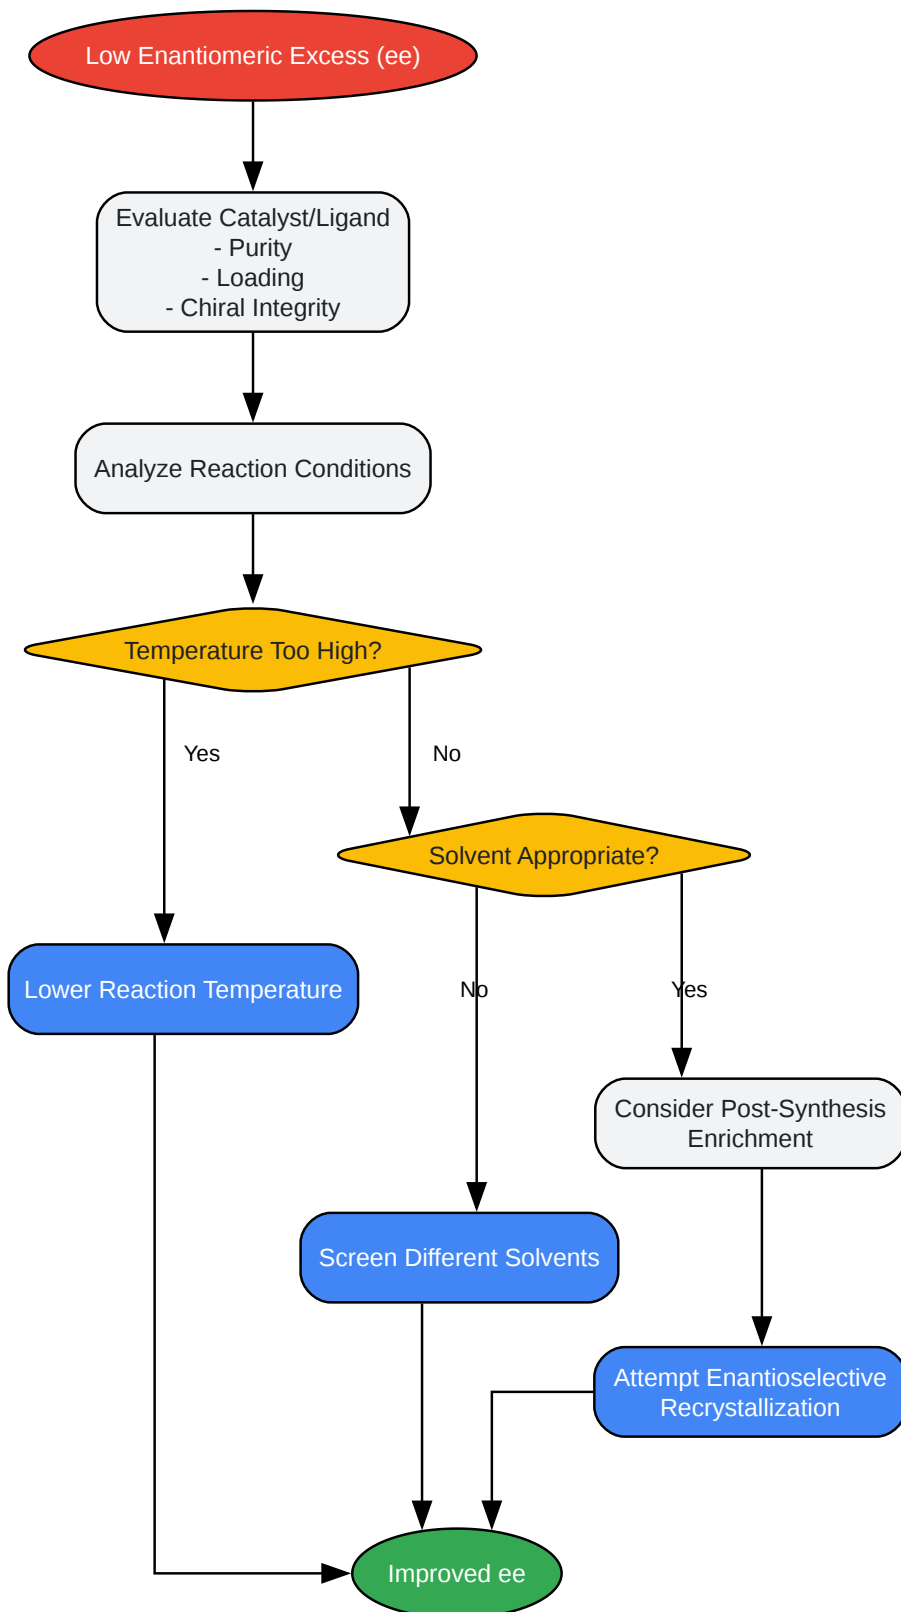 Low Enantiomeric Excess (ee)
Evaluate Catalyst/Ligand
- Purity
- Loading
- Chiral Integrity
Analyze Reaction Conditions
Temperature Too High?
Yes
No
Solvent Appropriate?
Lower Reaction Temperature
No
Yes
Consider Post-Synthesis
Enrichment
Screen Different Solvents
Attempt Enantioselective
Recrystallization
Improved ee